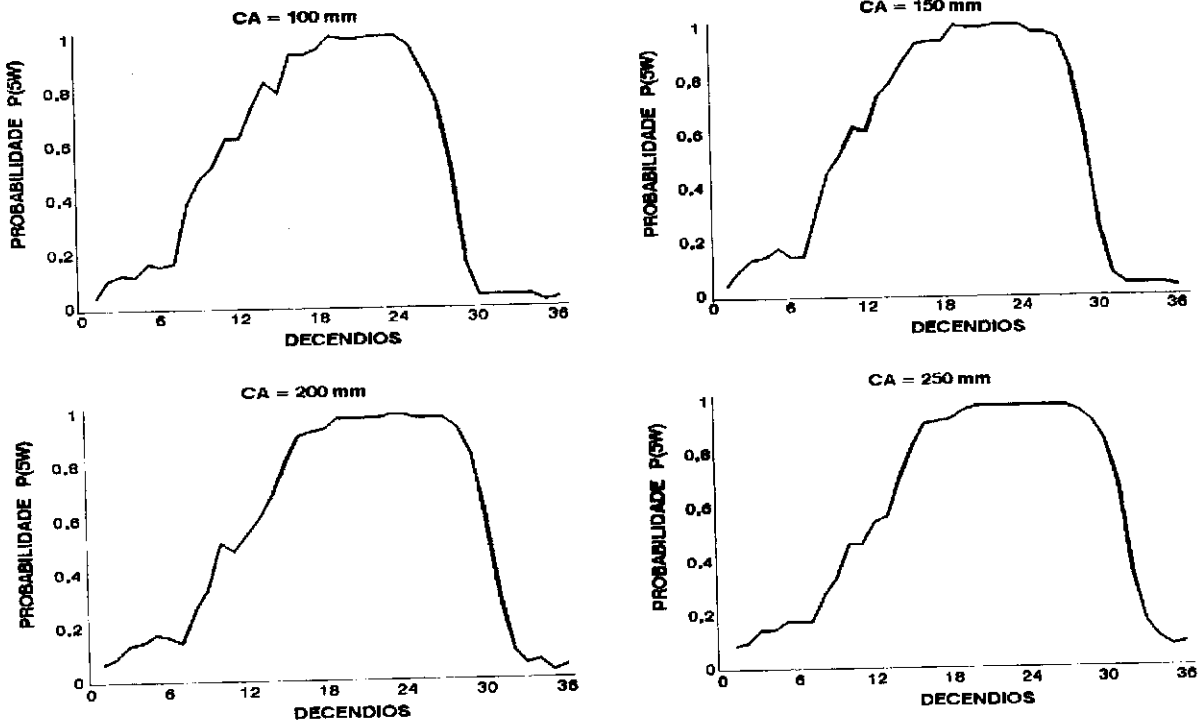 CA = 100 mm
PROBABILIDADE P(5W)
1
0,8
0,6
0,4
0,2
0
0 6 12 18 24 30 36
DECENDIOS
CA = 150 mm
PROBABILIDADE P(5W)
1
0,8
0,6
0,4
0,2
0
0 6 12 18 24 30 36
DECENDIOS
CA = 200 mm
PROBABILIDADE P(5W)
1
0,8
0,6
0,4
0,2
0
0 6 12 18 24 30 36
DECENDIOS
CA = 250 mm
PROBABILIDADE P(5W)
1
0,8
0,6
0,4
0,2
0
0 6 12 18 24 30 36
DECENDIOS